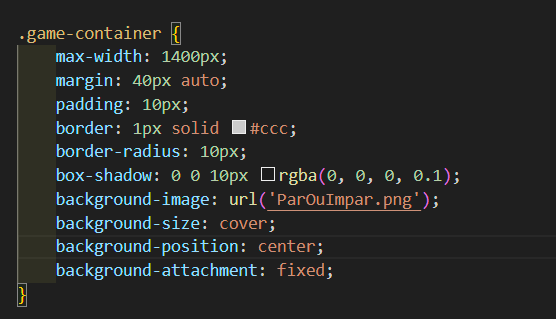 .game-container {
max-width: 1400px;
margin: 40px auto;
padding: 10px;
border: 1px solid #ccc;
border-radius: 10px;
box-shadow: 0 0 10px rgba(0, 0, 0, 0.1);
background-image: url('ParOuImpar.png');
background-size: cover;
background-position: center;
background-attachment: fixed;
}